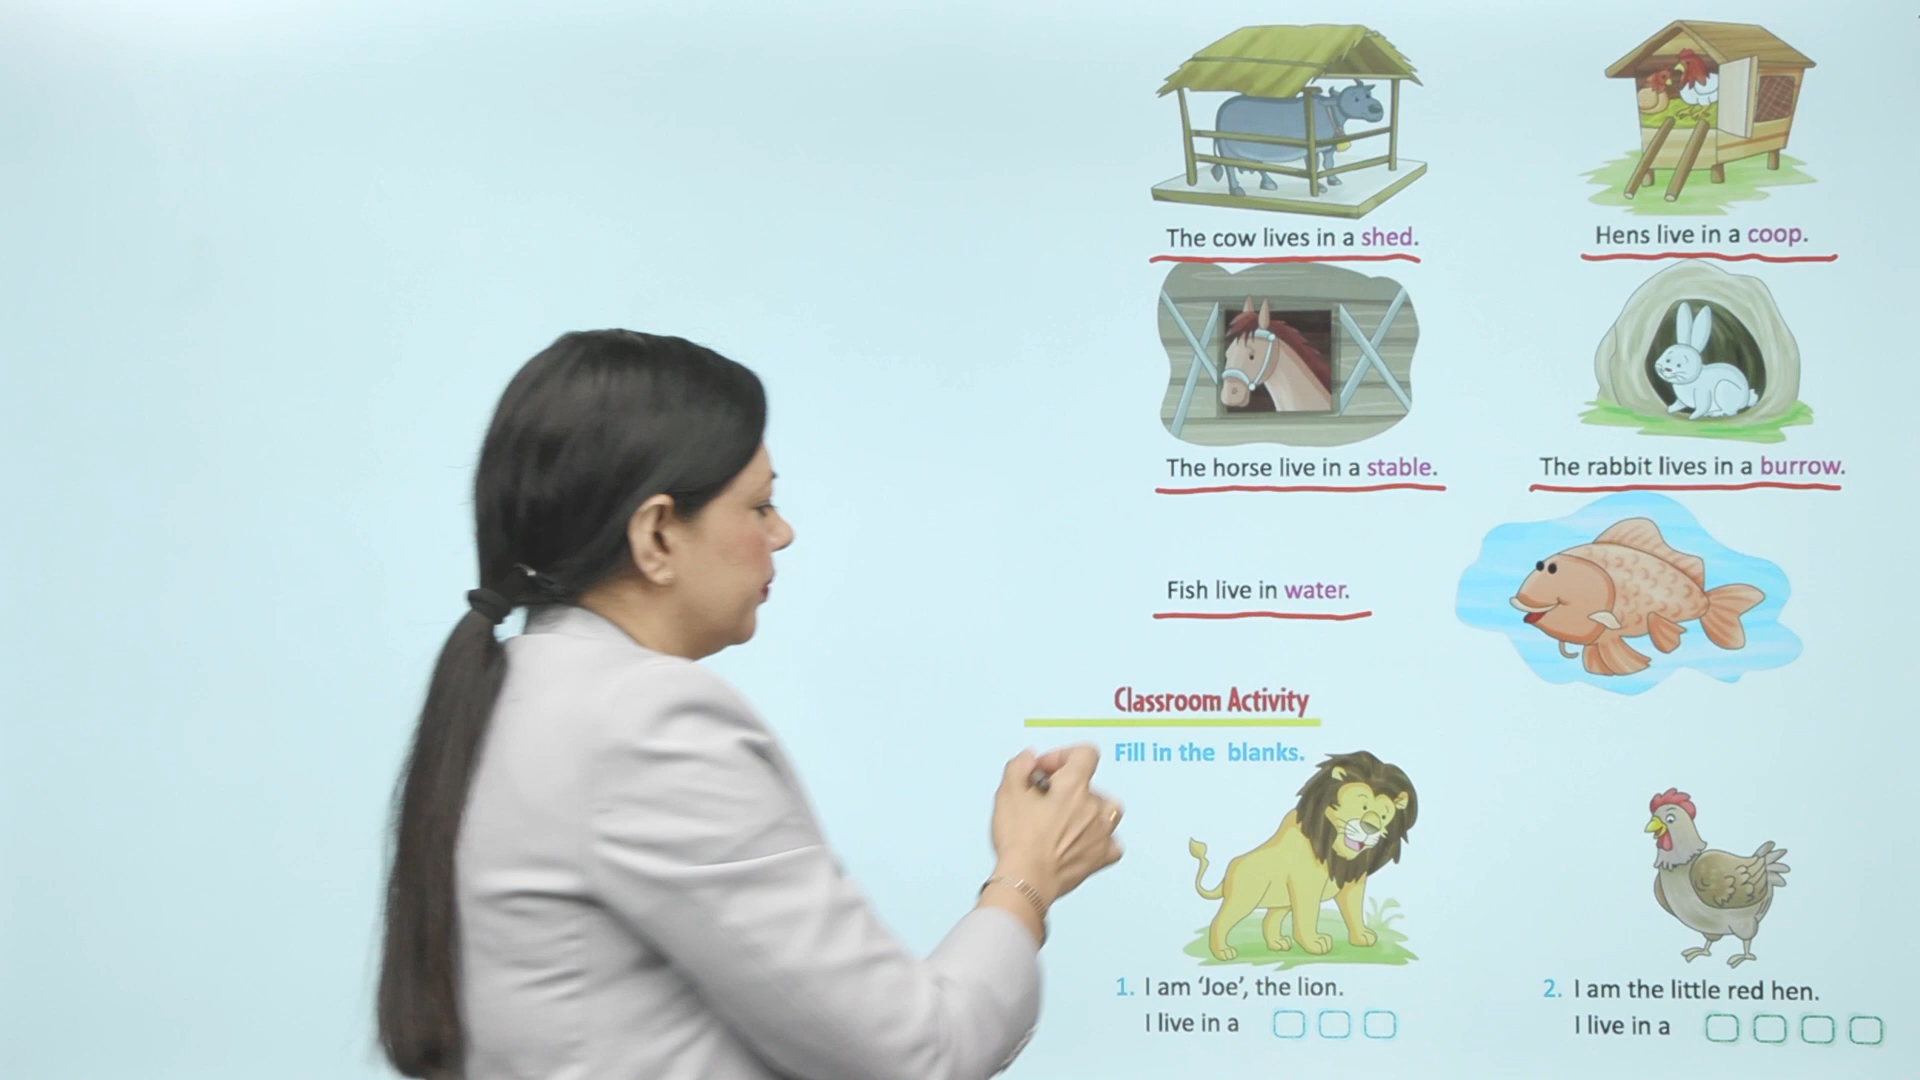 The cow lives in a shed.
Hens live in a coop.
The horse live in a stable.
The rabbit lives in a burrow.
Fish live in water.
Classroom Activity
Fill in the blanks.
1. I am ‘Joe’, the lion.
I live in a
2. I am the little red hen.
I live in a